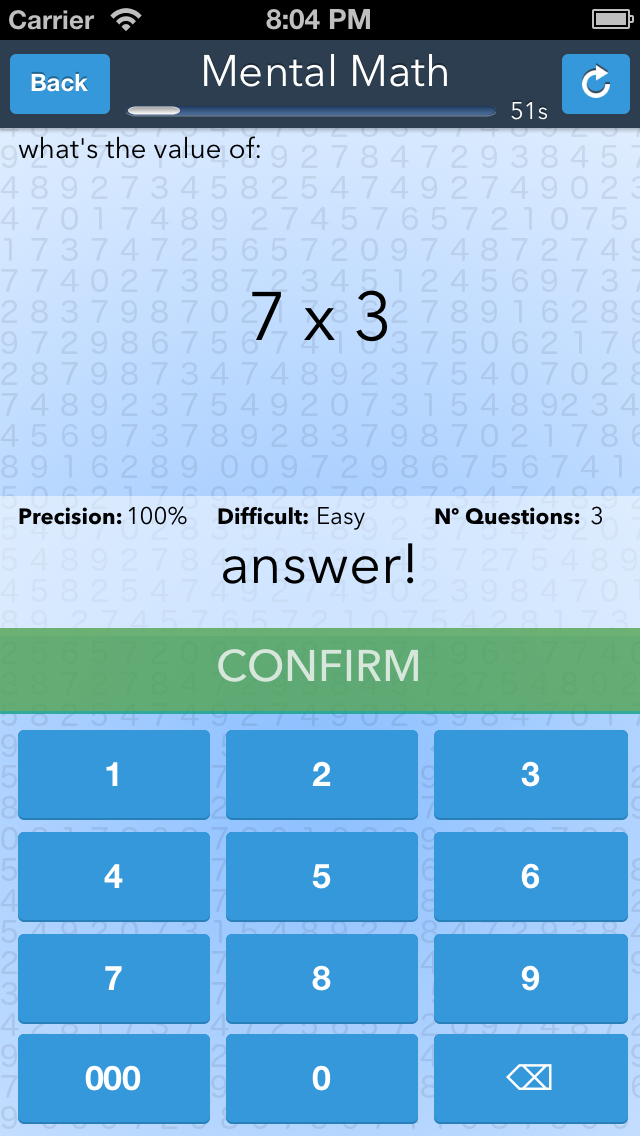 Carrier 8:04 PM
Back Mental Math
51s
what's the value of:
7 x 3
Precision: 100% Difficult: Easy Nº Questions: 3
answer!
CONFIRM
1 2 3
4 5 6
7 8 9
000 0